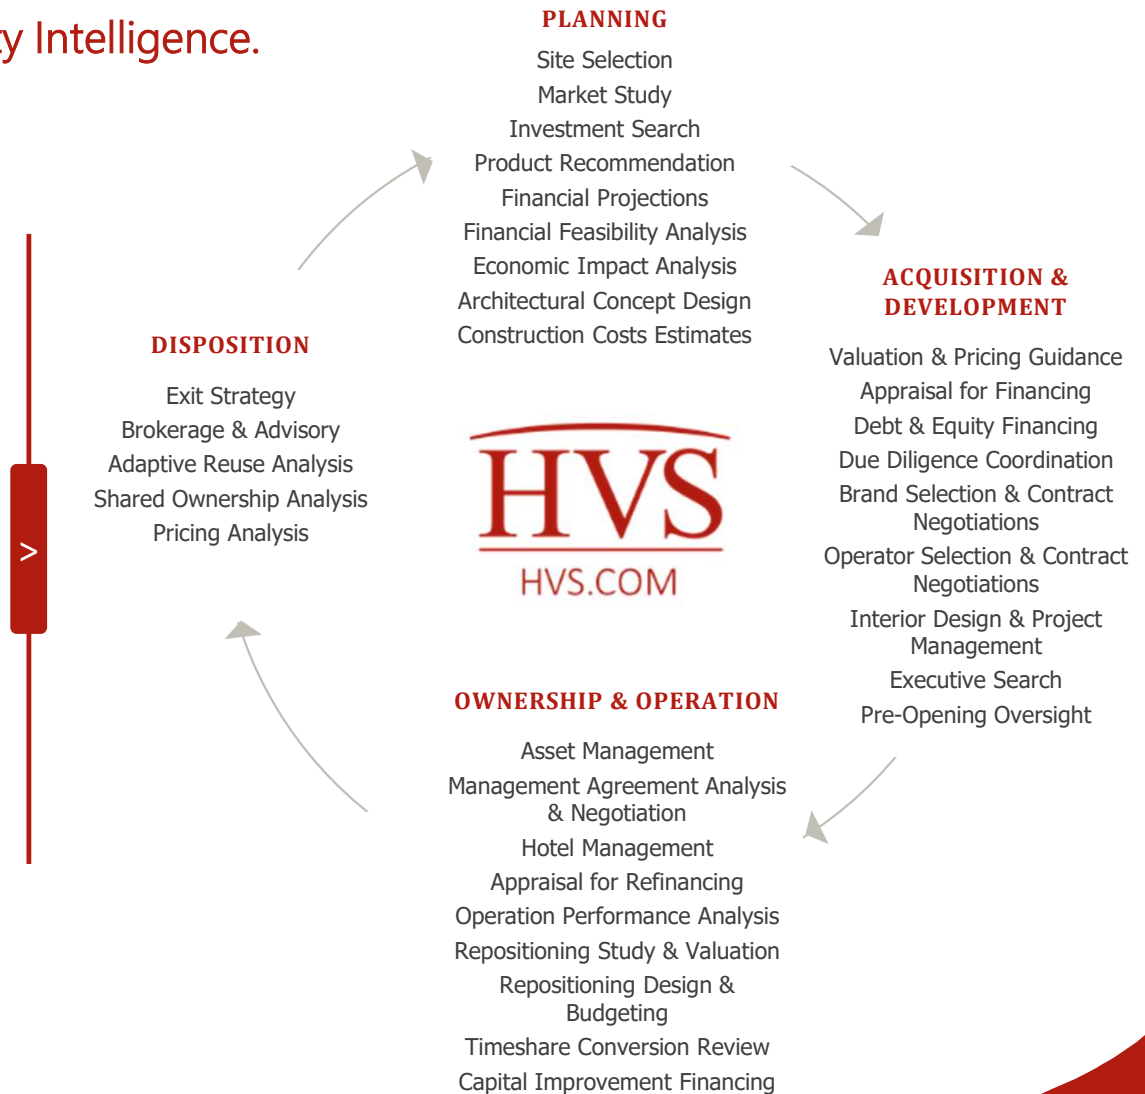 ty Intelligence.
PLANNING
Site Selection
Market Study
Investment Search
Product Recommendation
Financial Projections
Financial Feasibility Analysis
Economic Impact Analysis
Architectural Concept Design
Construction Costs Estimates
ACQUISITION &
DEVELOPMENT
Valuation & Pricing Guidance
Appraisal for Financing
Debt & Equity Financing
Due Diligence Coordination
Brand Selection & Contract
Negotiations
Operator Selection & Contract
Negotiations
Interior Design & Project
Management
Executive Search
Pre-Opening Oversight
OWNERSHIP & OPERATION
Asset Management
Management Agreement Analysis
& Negotiation
Hotel Management
Appraisal for Refinancing
Operation Performance Analysis
Repositioning Study & Valuation
Repositioning Design &
Budgeting
Timeshare Conversion Review
Capital Improvement Financing
DISPOSITION
Exit Strategy
Brokerage & Advisory
Adaptive Reuse Analysis
Shared Ownership Analysis
Pricing Analysis
HVS
HVS.COM
>